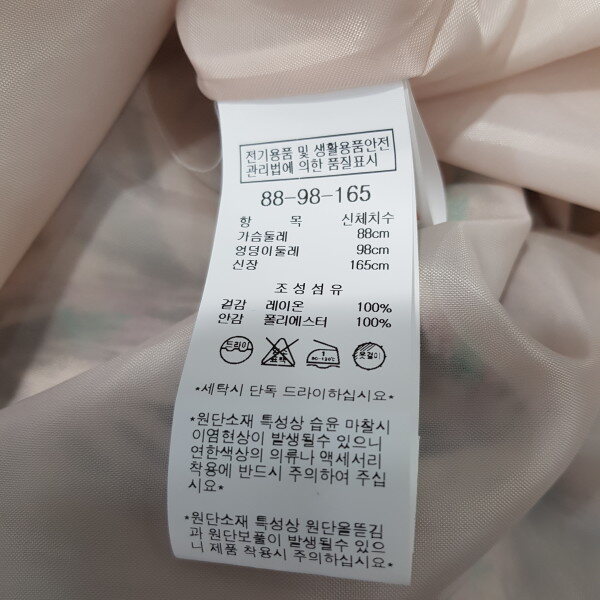 전기용품 및 생활용품안전
관리법에 의한 품질표시
88-98-165
항 목 신체치수
가슴둘레 88cm
엉덩이둘레 98cm
신장 165cm
조성섬유
겉감 레이온 100%
안감 폴리에스터 100%
드라이 표백 1 80-120℃ 옷걸이
*세탁시 단독 드라이하십시요*
*원단소재 특성상 습윤 마찰시
이염현상이 발생될수 있으니
연한색상의 의류나 액세서리
착용에 반드시 주의하여 주십
시요*
*원단소재 특성상 원단올뜯김
과 원단보풀이 발생될수 있으
니 제품 착용시 주의하십시요*